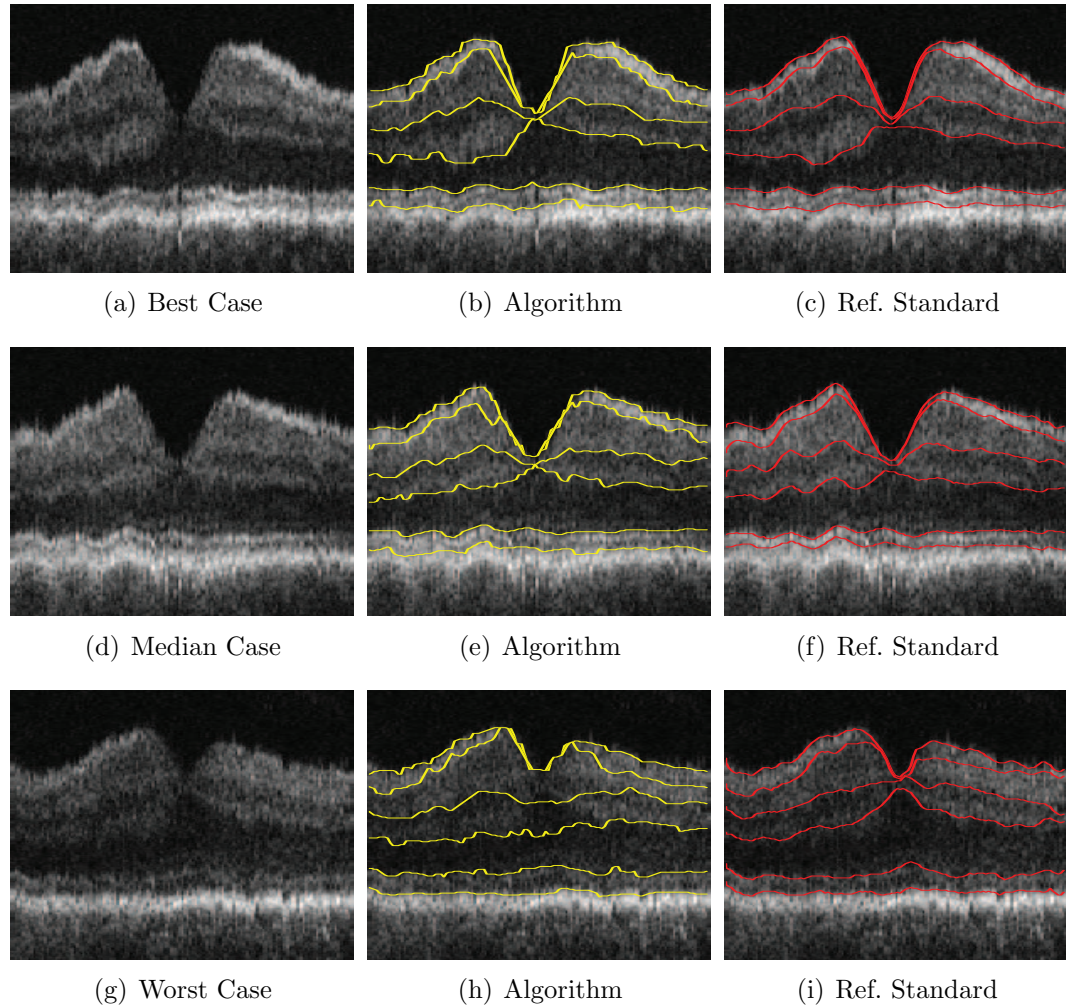 (a) Best Case
(b) Algorithm
(c) Ref. Standard
(d) Median Case
(e) Algorithm
(f) Ref. Standard
(g) Worst Case
(h) Algorithm
(i) Ref. Standard